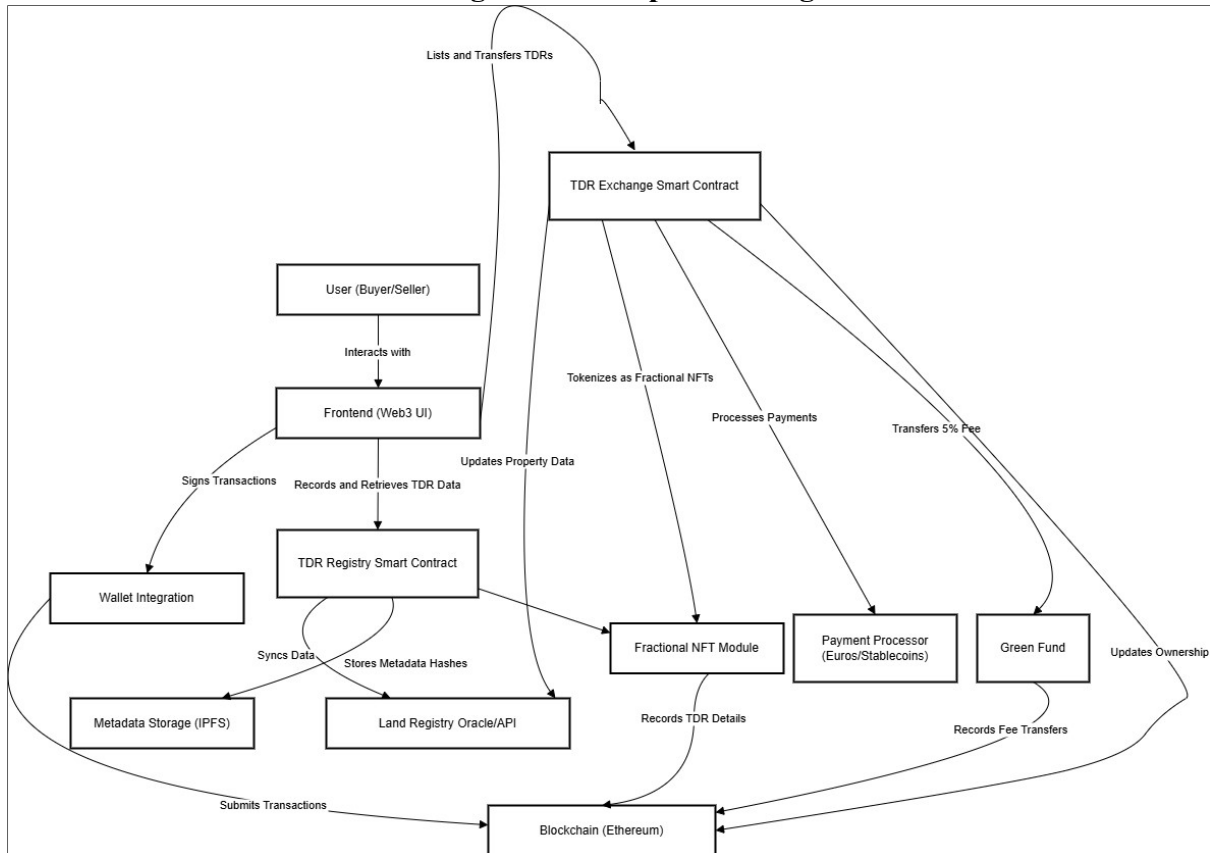 Lists and Transfers TDRs
TDR Exchange Smart Contract
User (Buyer/Seller)
Interacts with
Tokenizes as Fractional NFTs
Frontend (Web3 UI)
Processes Payments
Transfers 5% Fee
Updates Property Data
Signs Transactions
Records and Retrieves TDR Data
TDR Registry Smart Contract
Wallet Integration
Fractional NFT Module
Payment Processor
(Euros/Stablecoins)
Green Fund
Updates Ownership
Syncs Data
Stores Metadata Hashes
Metadata Storage (IPFS)
Land Registry Oracle/API
Records TDR Details
Records Fee Transfers
Submits Transactions
Blockchain (Ethereum)